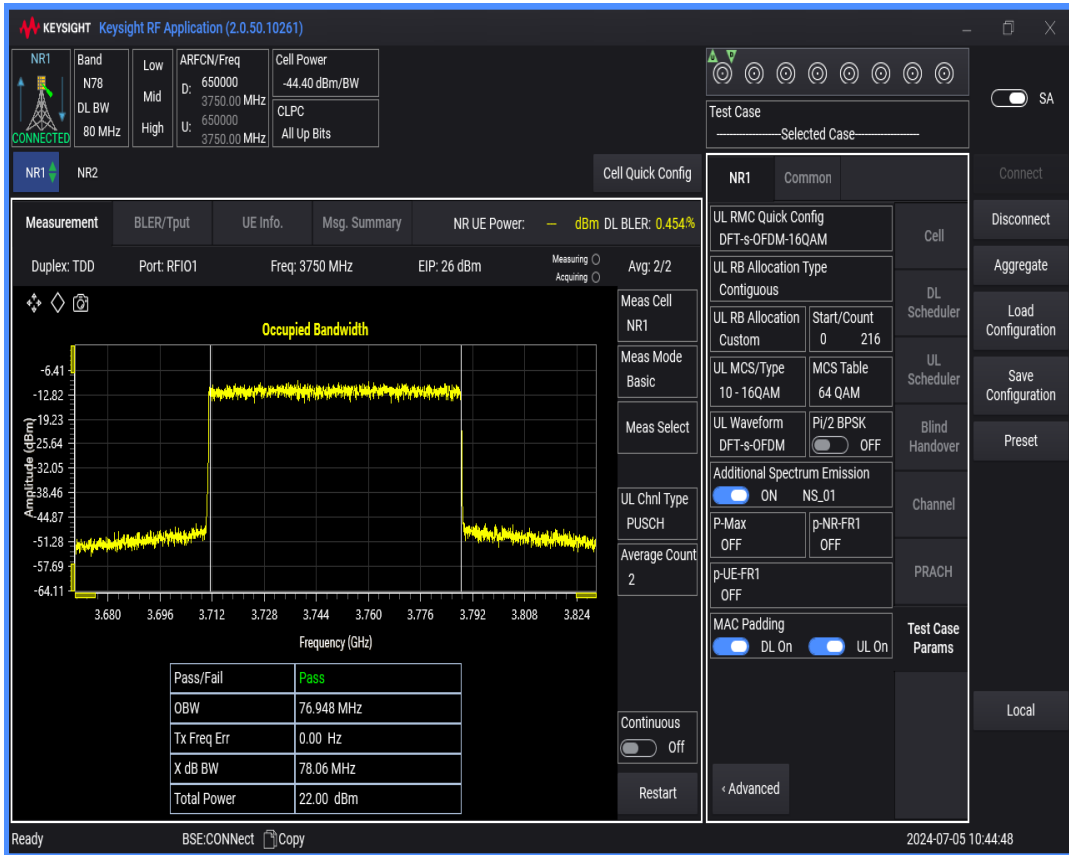 KEYSIGHT Keysight RF Application (2.0.50.10261)
NR1
CONNECTED
Band
N78
DL BW
80 MHz
Low
Mid
High
ARFCN/Freq
D: 650000
3750.00 MHz
U: 650000
3750.00 MHz
Cell Power
-44.40 dBm/BW
CLPC
All Up Bits
Test Case
-----Selected Case-----
SA
NR1
NR2
Cell Quick Config
Measurement
BLER/Tput
UE Info.
Msg. Summary
NR UE Power: --- dBm DL BLER: 0.454%
Duplex: TDD
Port: RFIO1
Freq: 3750 MHz
EIP: 26 dBm
Measuring
Acquiring
Avg: 2/2
Occupied Bandwidth
Amplitude (dBm)
-6.41
-12.82
-19.23
-25.64
-32.05
-38.46
-44.87
-51.28
-57.69
-64.11
3.680 3.696 3.712 3.728 3.744 3.760 3.776 3.792 3.808 3.824
Frequency (GHz)
Pass/Fail Pass
OBW 76.948 MHz
Tx Freq Err 0.00 Hz
X dB BW 78.06 MHz
Total Power 22.00 dBm
Meas Cell
NR1
Meas Mode
Basic
Meas Select
UL Chnl Type
PUSCH
Average Count
2
Continuous
Off
Restart
NR1
Common
UL RMC Quick Config
DFT-s-OFDM-16QAM
UL RB Allocation Type
Contiguous
UL RB Allocation
Custom
Start/Count
0 216
UL MCS/Type
10 - 16QAM
MCS Table
64 QAM
UL Waveform
DFT-s-OFDM
Pi/2 BPSK
OFF
Additional Spectrum Emission
ON NS_01
P-Max
OFF
p-NR-FR1
OFF
p-UE-FR1
OFF
MAC Padding
DL On UL On
‹ Advanced
Cell
DL
Scheduler
UL
Scheduler
Blind
Handover
Channel
PRACH
Test Case
Params
Connect
Disconnect
Aggregate
Load
Configuration
Save
Configuration
Preset
Local
Ready
BSE:CONNect
Copy
2024-07-05 10:44:48